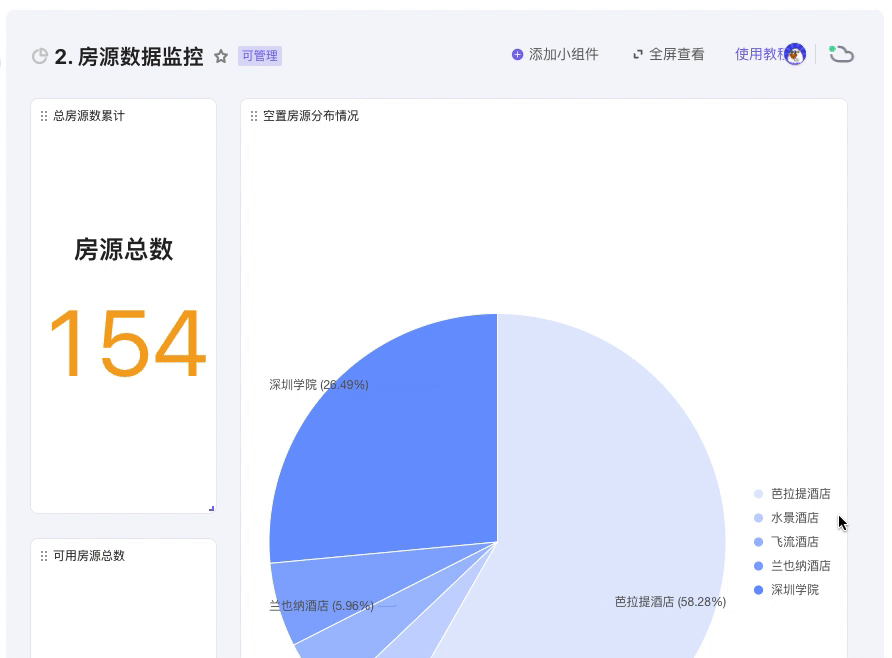 2. 房源数据监控
可管理
添加小组件
全屏查看
使用教程
总房源数累计
房源总数
154
可用房源总数
空置房源分布情况
深圳学院 (26.49%)
兰也纳酒店 (5.96%)
芭拉提酒店 (58.28%)
芭拉提酒店
水景酒店
飞流酒店
兰也纳酒店
深圳学院